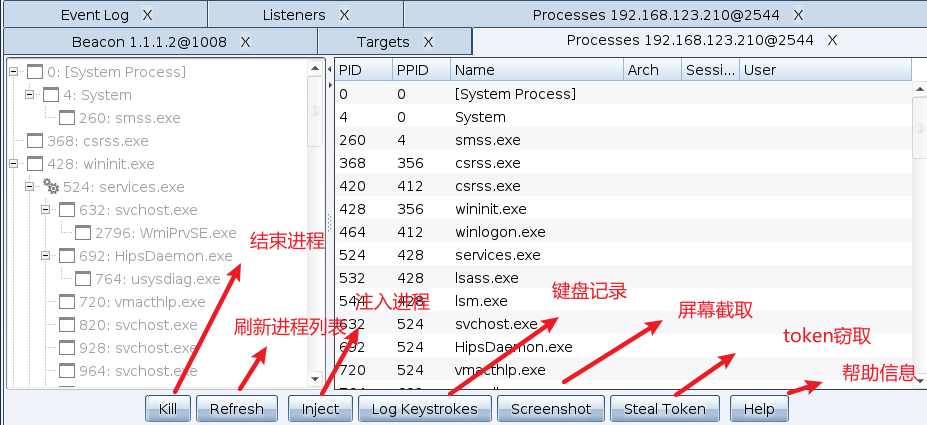 Event Log X Listeners X Processes 192.168.123.210@2544 X
Beacon 1.1.1.2@1008 X Targets X Processes 192.168.123.210@2544 X
0: [System Process]
4: System
260: smss.exe
368: csrss.exe
428: wininit.exe
524: services.exe
632: svchost.exe
2796: WmiPrvSE.exe
692: HipsDaemon.exe
764: usysdiag.exe
720: vmacthlp.exe
820: svchost.exe
928: svchost.exe
964: svchost.exe
PID PPID Name Arch Sessi... User
0 0 [System Process]
4 0 System
260 4 smss.exe
368 356 csrss.exe
420 412 csrss.exe
428 356 wininit.exe
464 412 winlogon.exe
524 428 services.exe
532 428 lsass.exe
544 428 lsm.exe
632 524 svchost.exe
692 524 HipsDaemon.exe
720 524 vmacthlp.exe
结束进程
刷新进程列表
注入进程
键盘记录
屏幕截取
token窃取
帮助信息
Kill Refresh Inject Log Keystrokes Screenshot Steal Token Help